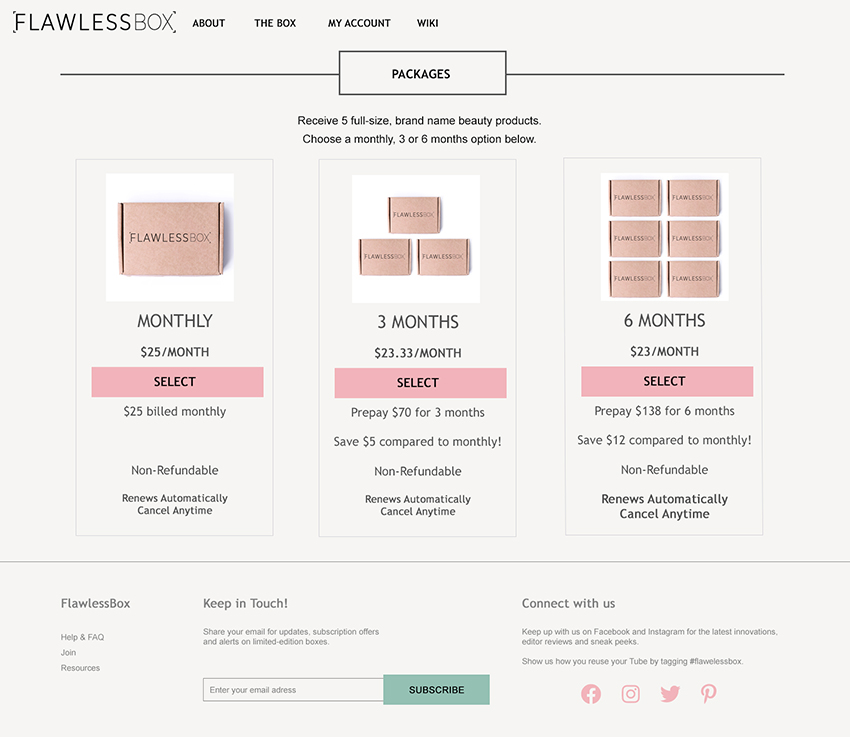 FLAWLESSBOX
ABOUT
THE BOX
MY ACCOUNT
WIKI
PACKAGES
Receive 5 full-size, brand name beauty products.
Choose a monthly, 3 or 6 months option below.
FLAWLESSBOX
MONTHLY
$25/MONTH
SELECT
$25 billed monthly
Non-Refundable
Renews Automatically
Cancel Anytime
FLAWLESSBOX
FLAWLESSBOX
FLAWLESSBOX
3 MONTHS
$23.33/MONTH
SELECT
Prepay $70 for 3 months
Save $5 compared to monthly!
Non-Refundable
Renews Automatically
Cancel Anytime
FLAWLESSBOX
FLAWLESSBOX
FLAWLESSBOX
FLAWLESSBOX
FLAWLESSBOX
FLAWLESSBOX
6 MONTHS
$23/MONTH
SELECT
Prepay $138 for 6 months
Save $12 compared to monthly!
Non-Refundable
Renews Automatically
Cancel Anytime
FlawlessBox
Help & FAQ
Join
Resources
Keep in Touch!
Share your email for updates, subscription offers
and alerts on limited-edition boxes.
Enter your email adress
SUBSCRIBE
Connect with us
Keep up with us on Facebook and Instagram for the latest innovations,
editor reviews and sneak peeks.
Show us how you reuse your Tube by tagging #flawelessbox.